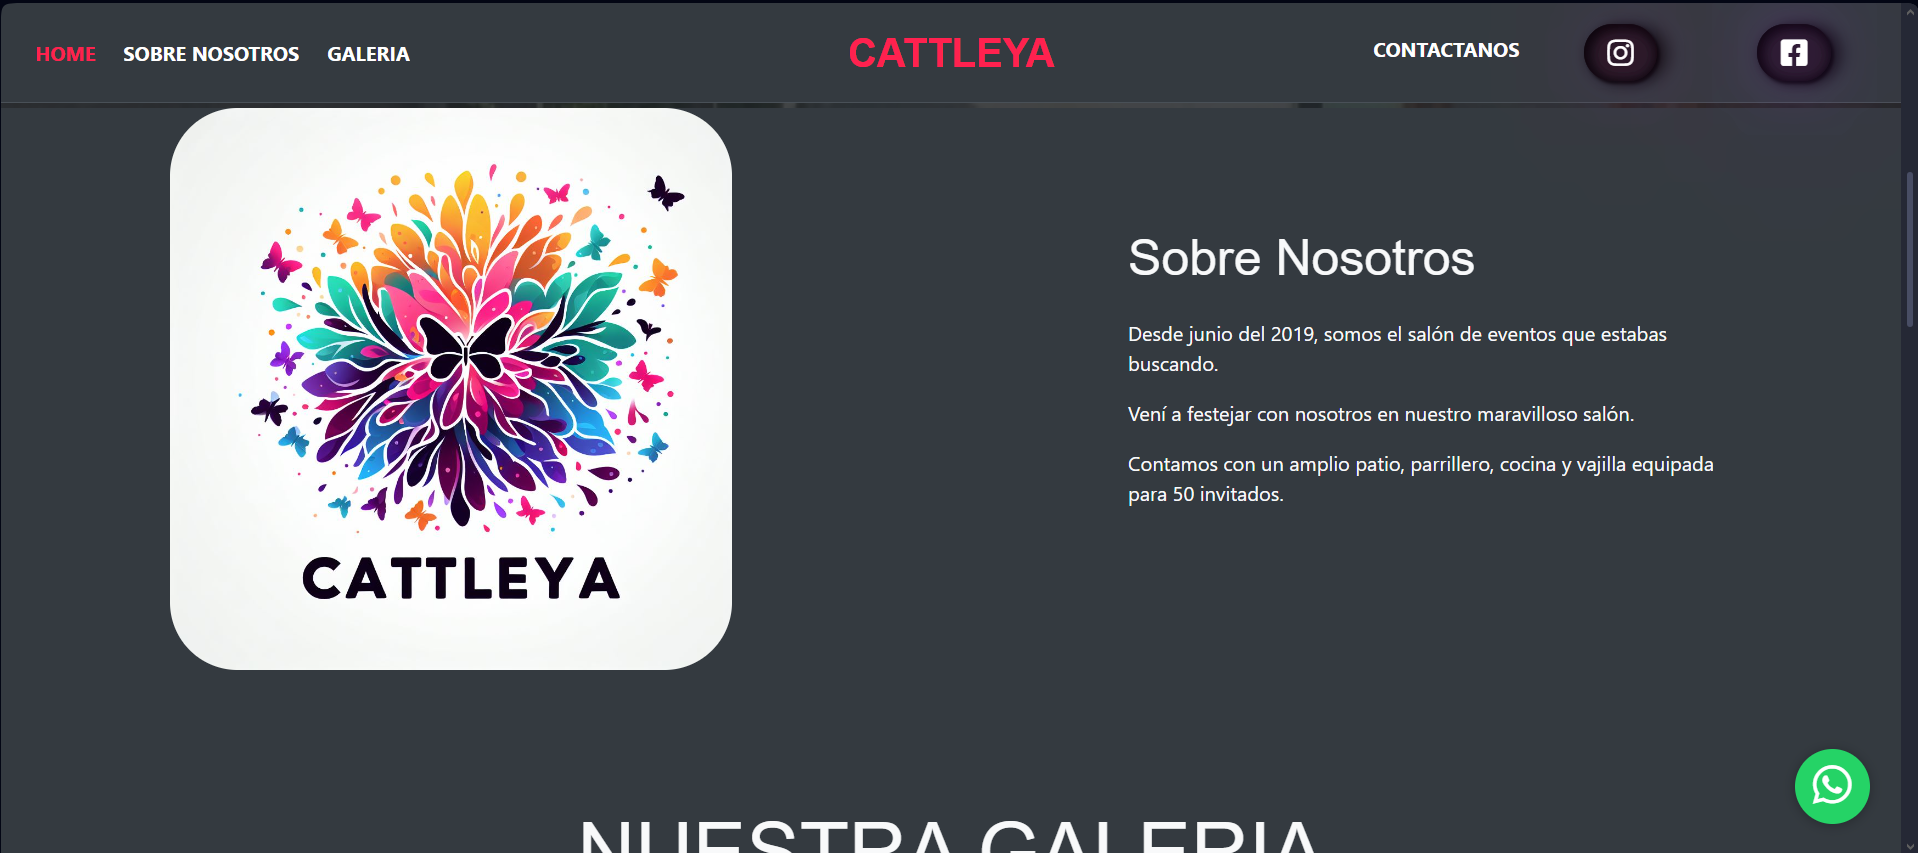 HOME SOBRE NOSOTROS GALERIA
CATTLEYA
CONTACTANOS
CATTLEYA
Sobre Nosotros
Desde junio del 2019, somos el salón de eventos que estabas
buscando.
Vení a festejar con nosotros en nuestro maravilloso salón.
Contamos con un amplio patio, parrillero, cocina y vajilla equipada
para 50 invitados.
NUESTRA GALERIA